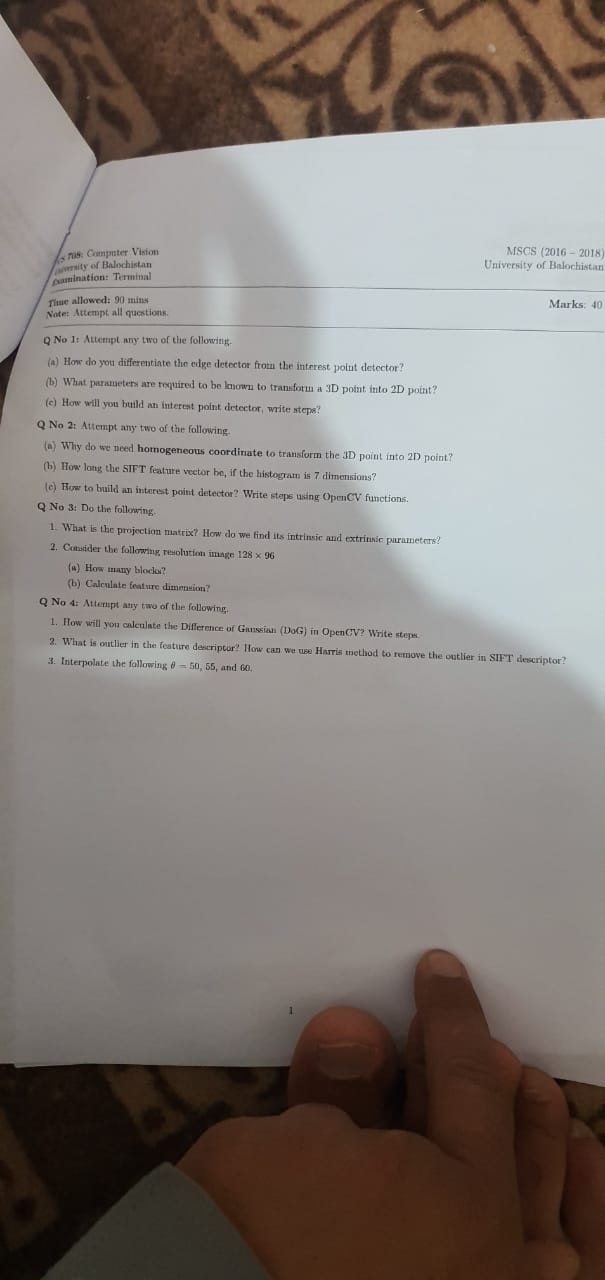 708: Computer Vision
University of Balochistan
Examination: Terminal
MSCS (2016 – 2018)
University of Balochistan
Time allowed: 90 mins
Note: Attempt all questions.
Marks: 40
Q No 1: Attempt any two of the following.
(a) How do you differentiate the edge detector from the interest point detector?
(b) What parameters are required to be known to transform a 3D point into 2D point?
(c) How will you build an interest point detector, write steps?
Q No 2: Attempt any two of the following.
(a) Why do we need homogeneous coordinate to transform the 3D point into 2D point?
(b) How long the SIFT feature vector be, if the histogram is 7 dimensions?
(c) How to build an interest point detector? Write steps using OpenCV functions.
Q No 3: Do the following.
1. What is the projection matrix? How do we find its intrinsic and extrinsic parameters?
2. Consider the following resolution image 128 × 96
(a) How many blocks?
(b) Calculate feature dimension?
Q No 4: Attempt any two of the following.
1. How will you calculate the Difference of Gaussian (DoG) in OpenCV? Write steps.
2. What is outlier in the feature descriptor? How can we use Harris method to remove the outlier in SIFT descriptor?
3. Interpolate the following θ = 50, 55, and 60.
1